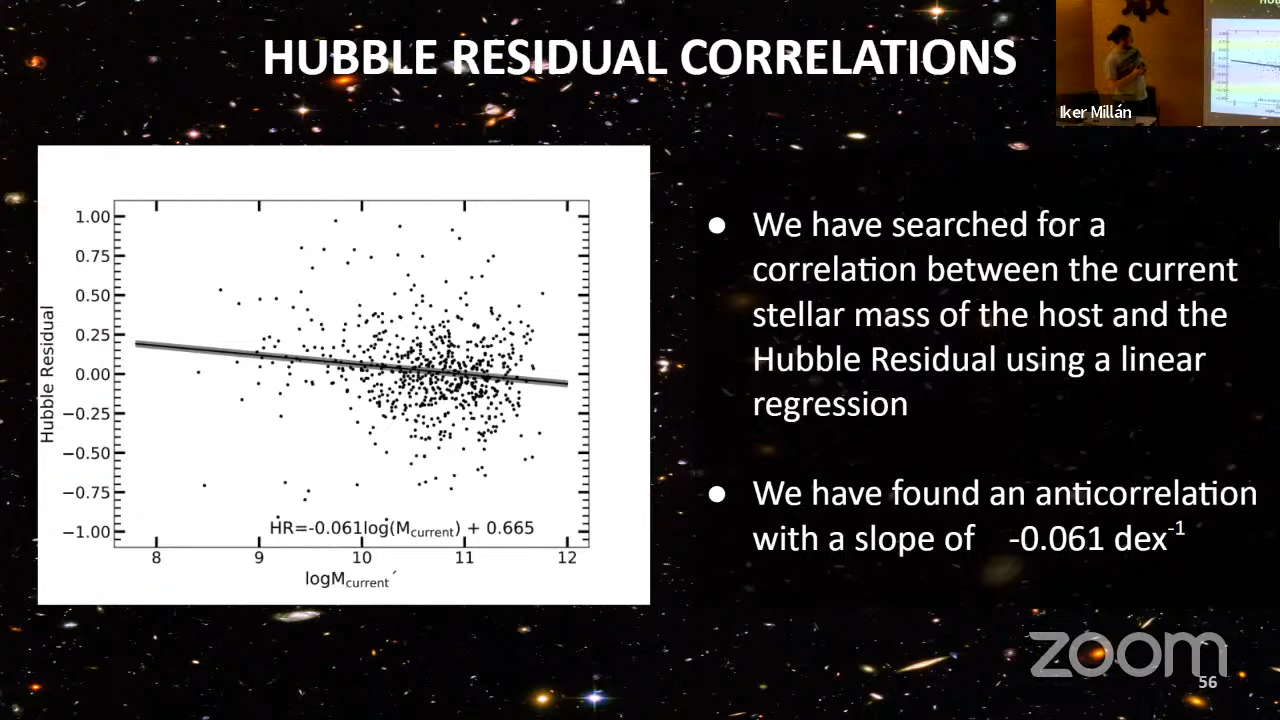 HUBBLE RESIDUAL CORRELATIONS
Iker Millán
1.00
0.75
0.50
0.25
0.00
−0.25
−0.50
−0.75
−1.00
Hubble Residual
HR=-0.061log(Mcurrent) + 0.665
8 9 10 11 12
logMcurrent´
● We have searched for a
correlation between the current
stellar mass of the host and the
Hubble Residual using a linear
regression
● We have found an anticorrelation
with a slope of -0.061 dex⁻¹
zoom
56